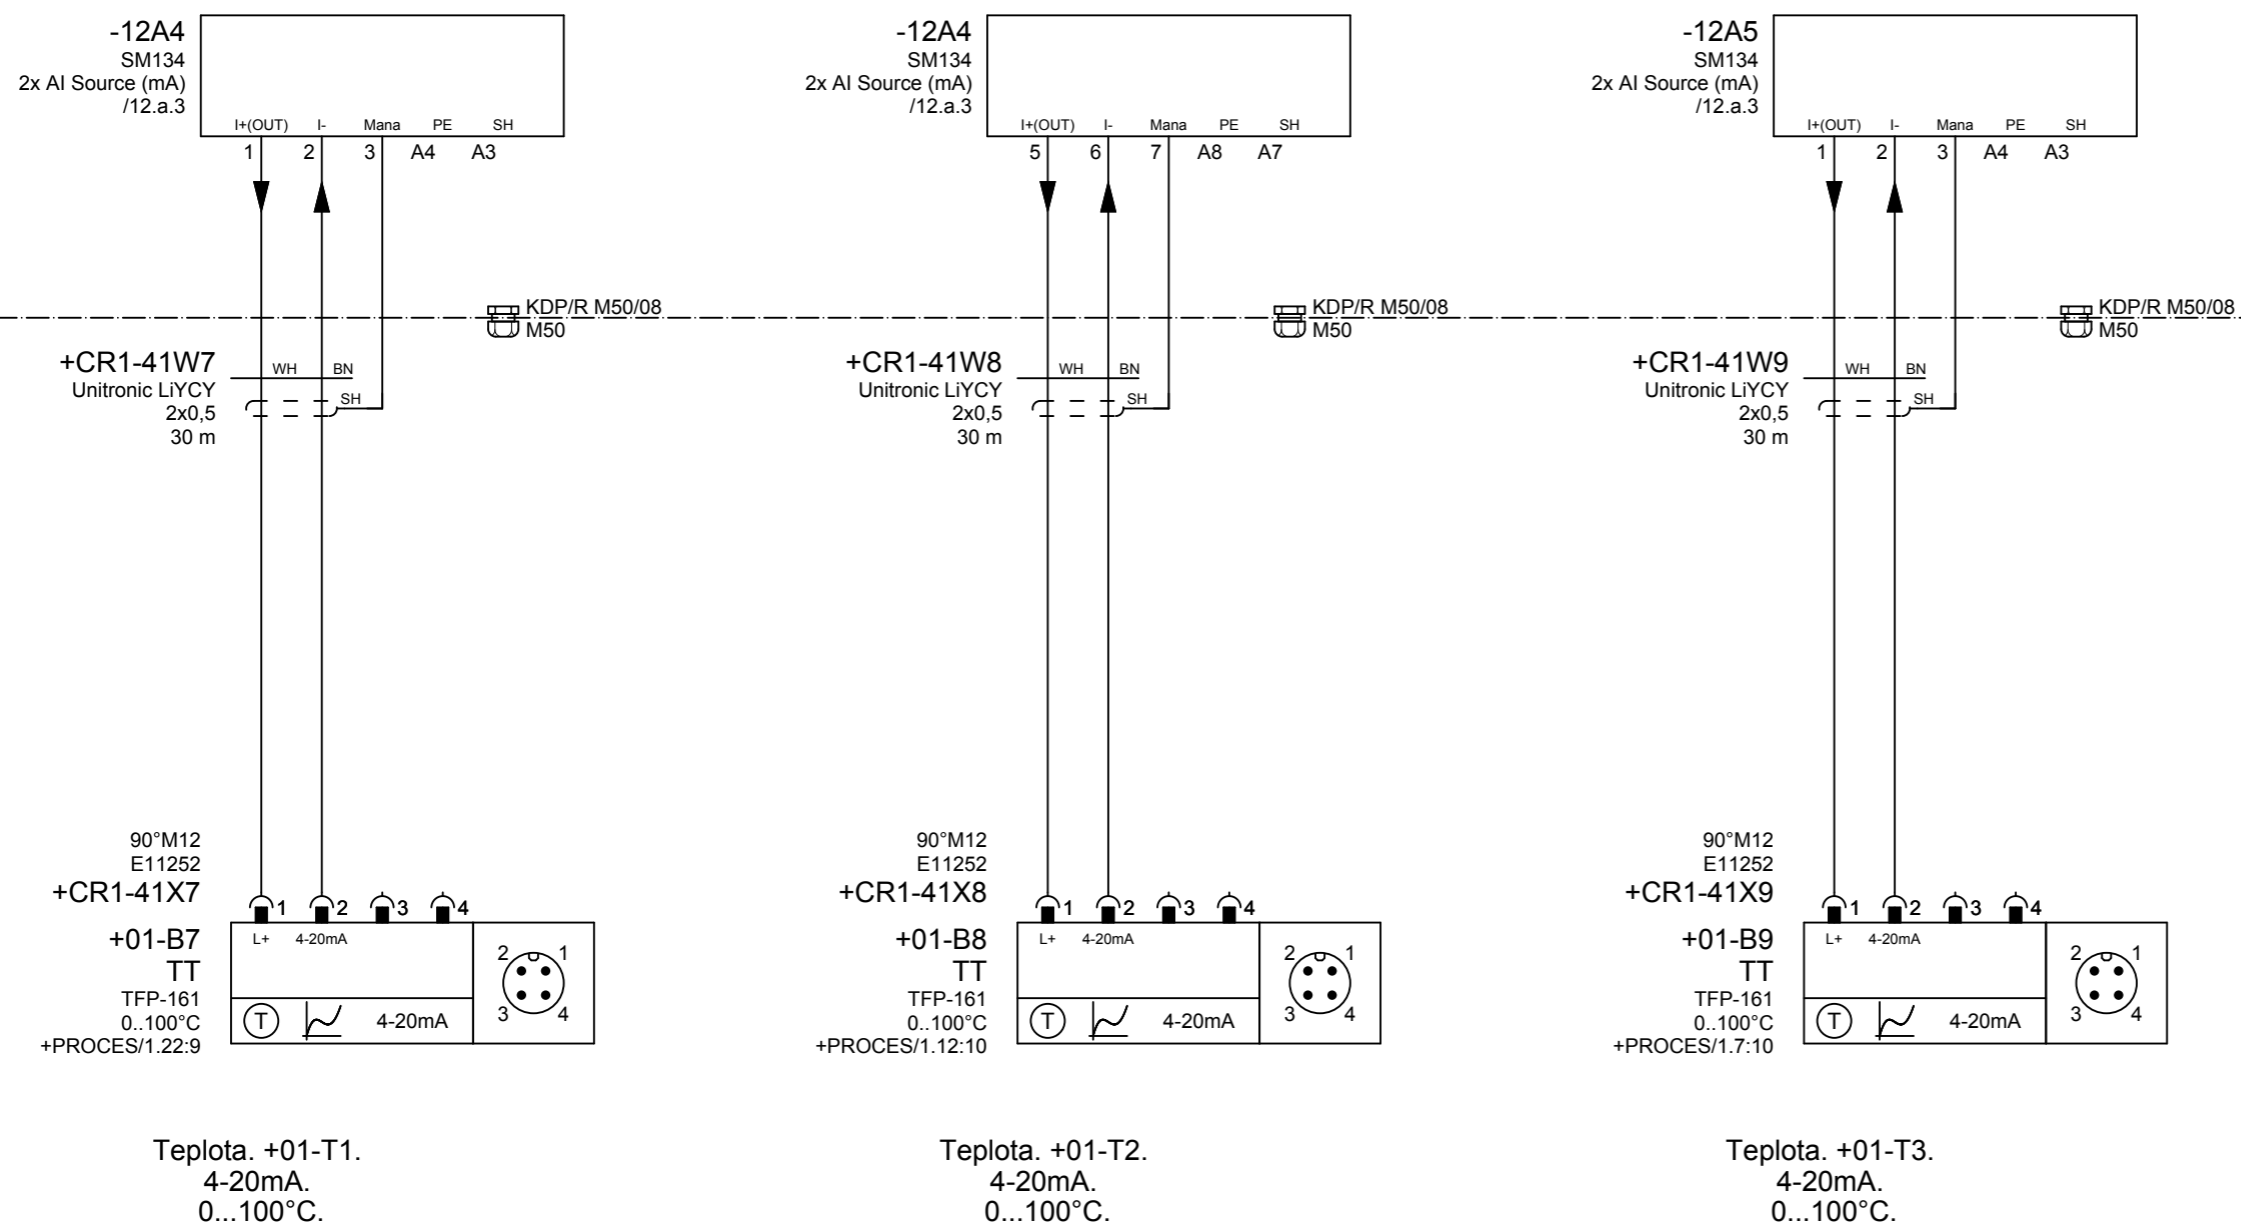 -12A4
SM134
2x AI Source (mA)
/12.a.3
I+(OUT) I- Mana PE SH
1 2 3 A4 A3
KDP/R M50/08
M50
+CR1-41W7
Unitronic LiYCY
2x0,5
30 m
WH BN
SH
90°M12
E11252
+CR1-41X7
1 2 3 4
+01-B7
TT
TFP-161
0..100°C
+PROCES/1.22:9
L+ 4-20mA
T 4-20mA
2 1
3 4
Teplota. +01-T1.
4-20mA.
0...100°C.
-12A4
SM134
2x AI Source (mA)
/12.a.3
I+(OUT) I- Mana PE SH
5 6 7 A8 A7
KDP/R M50/08
M50
+CR1-41W8
Unitronic LiYCY
2x0,5
30 m
WH BN
SH
90°M12
E11252
+CR1-41X8
1 2 3 4
+01-B8
TT
TFP-161
0..100°C
+PROCES/1.12:10
L+ 4-20mA
T 4-20mA
2 1
3 4
Teplota. +01-T2.
4-20mA.
0...100°C.
-12A5
SM134
2x AI Source (mA)
/12.a.3
I+(OUT) I- Mana PE SH
1 2 3 A4 A3
KDP/R M50/08
M50
+CR1-41W9
Unitronic LiYCY
2x0,5
30 m
WH BN
SH
90°M12
E11252
+CR1-41X9
1 2 3 4
+01-B9
TT
TFP-161
0..100°C
+PROCES/1.7:10
L+ 4-20mA
T 4-20mA
2 1
3 4
Teplota. +01-T3.
4-20mA.
0...100°C.